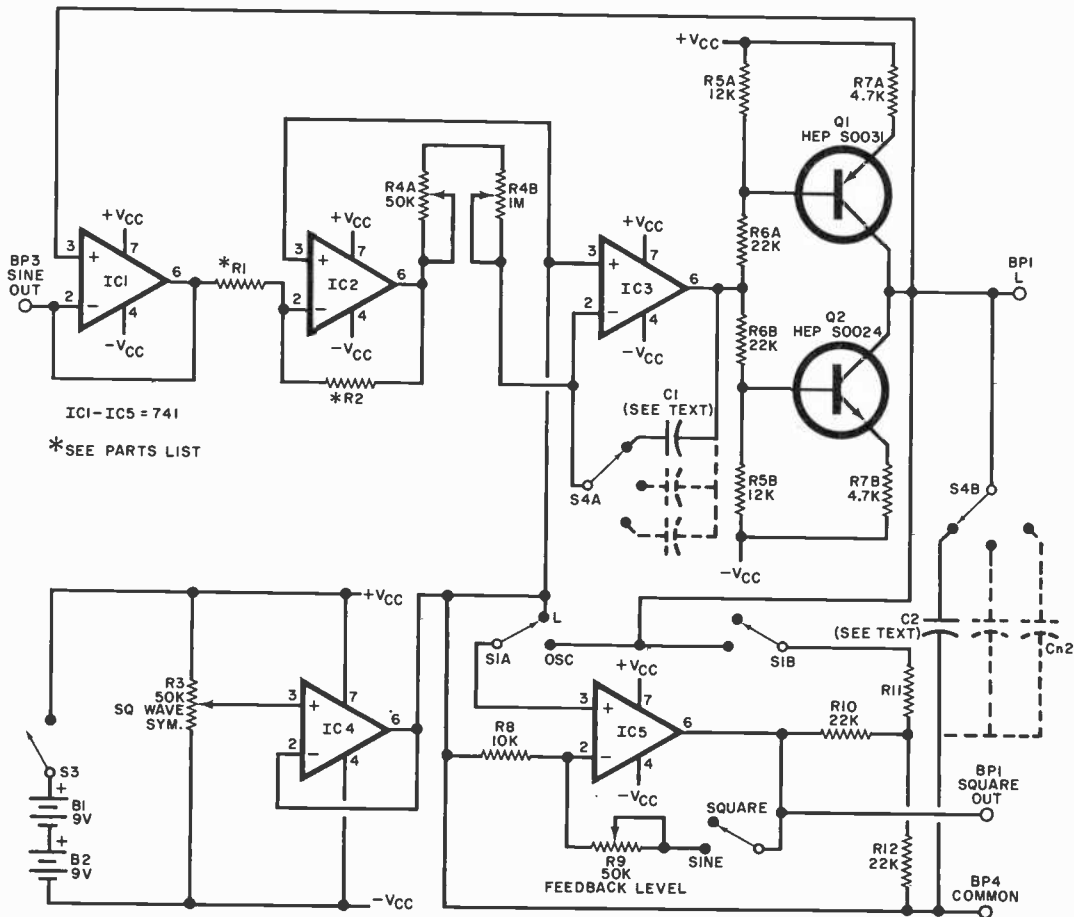 +VCC
R5A
12K
R7A
4.7K
Q1
HEP S0031
R4A
50K
R4B
1M
BP3
SINE
OUT
+VCC
3
7
+
IC1
6
2
-
4
-VCC
*R1
+VCC
3
7
+
IC2
6
2
-
4
-VCC
*R2
+VCC
3
7
+
IC3
6
2
-
4
-VCC
R6A
22K
R6B
22K
BP1
L
Q2
HEP S0024
IC1-IC5 = 741
*SEE PARTS LIST
C1
(SEE TEXT)
S4A
R5B
12K
R7B
4.7K
-VCC
S4B
C2
(SEE TEXT)
Cn2
+VCC
R3
50K
SQ WAVE
SYM.
3
7
+
IC4
6
2
-
4
S3
+
B1
9V
+
B2
9V
-VCC
L
S1A
OSC
S1B
+VCC
3
7
+
IC5
6
2
-
4
-VCC
R8
10K
R10
22K
R11
SQUARE
SINE
R9
50K
FEEDBACK LEVEL
R12
22K
BP1
SQUARE
OUT
BP4
COMMON